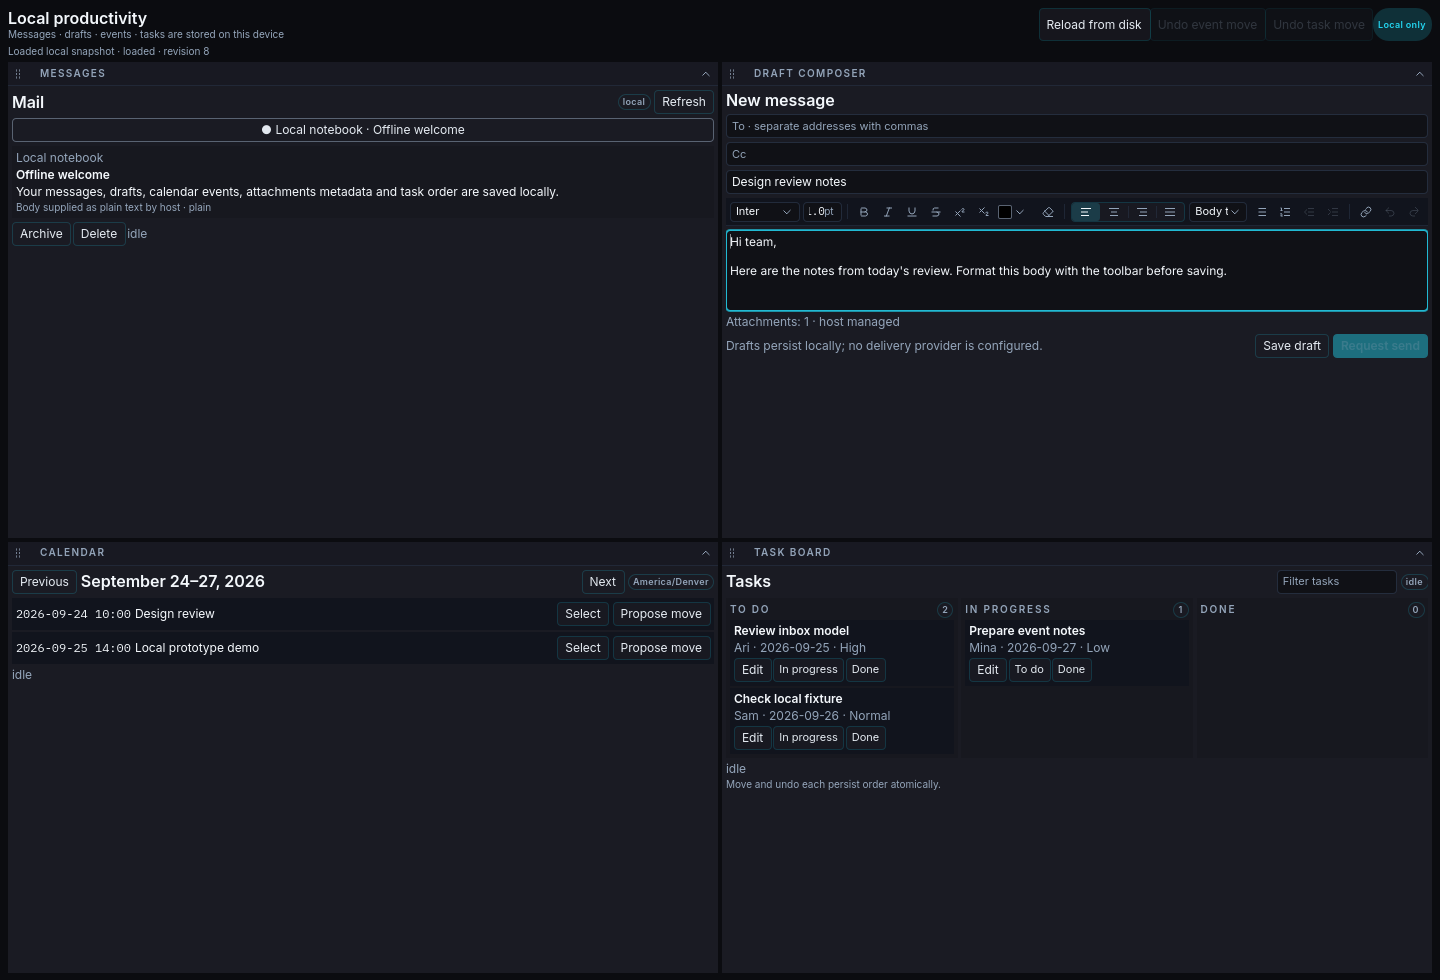 Local productivity
Messages · drafts · events · tasks are stored on this device
Loaded local snapshot · loaded · revision 8
Reload from disk
Undo event move
Undo task move
Local only
MESSAGES
Mail
local
Refresh
● Local notebook · Offline welcome
Local notebook
Offline welcome
Your messages, drafts, calendar events, attachments metadata and task order are saved locally.
Body supplied as plain text by host · plain
Archive
Delete
idle
DRAFT COMPOSER
New message
To · separate addresses with commas
Cc
Design review notes
Inter
1.0pt
B I U S x² x₂
Body t
Hi team,
Here are the notes from today's review. Format this body with the toolbar before saving.
Attachments: 1 · host managed
Drafts persist locally; no delivery provider is configured.
Save draft
Request send
CALENDAR
Previous
September 24–27, 2026
Next
America/Denver
2026-09-24 10:00 Design review
Select
Propose move
2026-09-25 14:00 Local prototype demo
Select
Propose move
idle
TASK BOARD
Tasks
Filter tasks
idle
TO DO
2
Review inbox model
Ari · 2026-09-25 · High
Edit
In progress
Done
Check local fixture
Sam · 2026-09-26 · Normal
Edit
In progress
Done
IN PROGRESS
1
Prepare event notes
Mina · 2026-09-27 · Low
Edit
To do
Done
DONE
0
idle
Move and undo each persist order atomically.